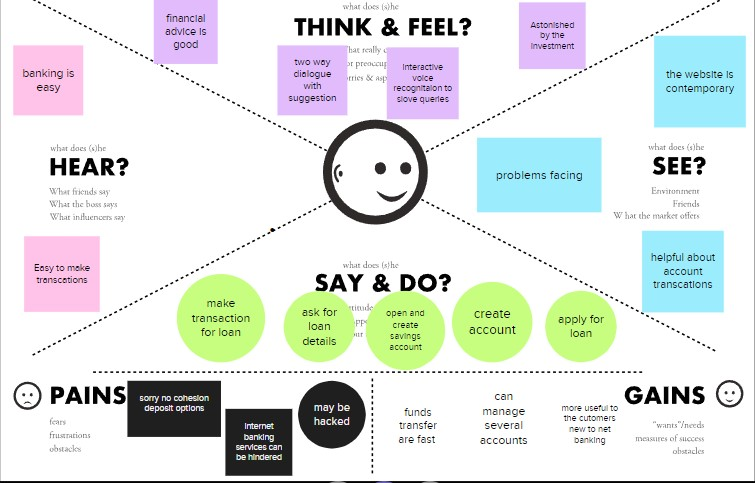 what does (s)he
THINK & FEEL?
financial
advice is
good
two way
dialogue
with
suggestion
Interactive
voice
recognitaion to
slove queries
Astonished
by the
Investment
banking is
easy
what does (s)he
HEAR?
What friends say
What the boss says
What influencers say
Easy to make
transcations
the website is
contemporary
problems facing
what does (s)he
SEE?
Environment
Friends
What the market offers
helpful about
account
transcations
what does (s)he
SAY & DO?
make
transaction
for loan
ask for
loan
details
open and
create
savings
account
create
account
apply for
loan
PAINS
fears
frustrations
obstacles
sorry no cohesion
deposit options
Internet
banking
services can
be hindered
may be
hacked
funds
transfer
are fast
can
manage
several
accounts
more useful to
the cutomers
new to net
banking
GAINS
"wants"/needs
measures of success
obstacles